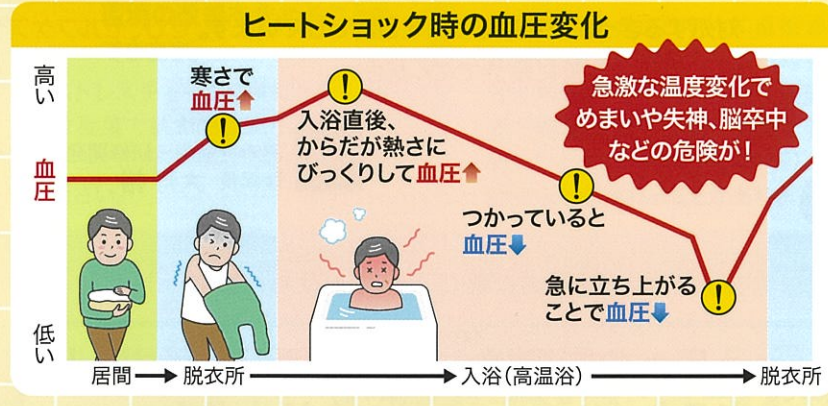 ヒートショック時の血圧変化
高い
血圧
低い
寒さで
血圧⬆
入浴直後、
からだが熱さに
びっくりして血圧⬆
つかっていると
血圧⬇
急に立ち上がる
ことで血圧⬇
急激な温度変化で
めまいや失神、脳卒中
などの危険が!
居間→脱衣所→入浴(高温浴)→脱衣所